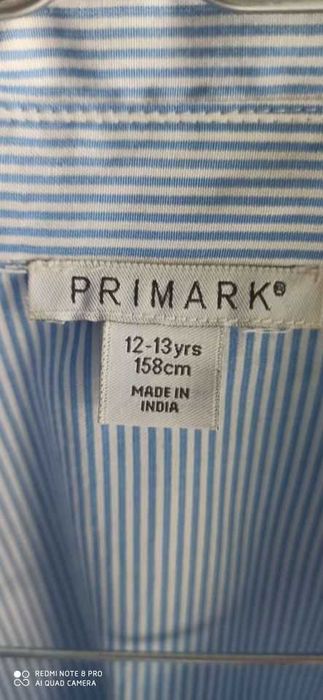 PRIMARK®
12-13yrs
158cm
MADE IN
INDIA
REDMI NOTE 8 PRO
AI QUAD CAMERA